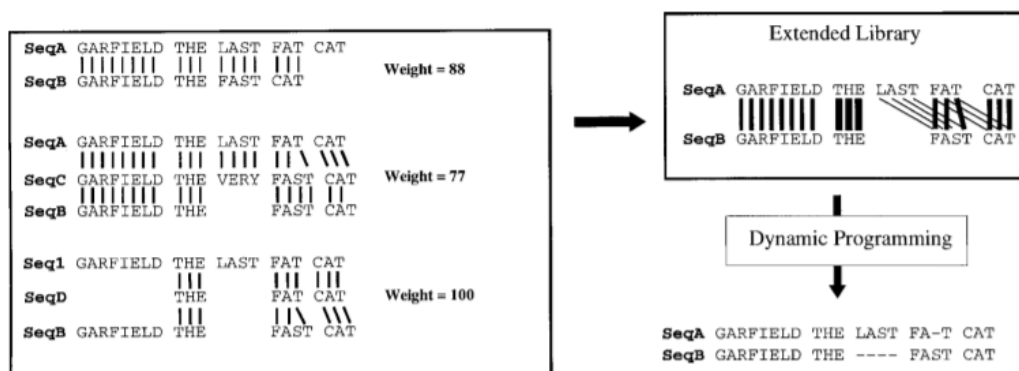 SeqA GARFIELD THE LAST FAT CAT
Weight = 88
SeqB GARFIELD THE FAST CAT
SeqA GARFIELD THE LAST FAT CAT
SeqC GARFIELD THE VERY FAST CAT
Weight = 77
SeqB GARFIELD THE FAST CAT
Seq1 GARFIELD THE LAST FAT CAT
SeqD THE FAT CAT
Weight = 100
SeqB GARFIELD THE FAST CAT
Extended Library
SeqA GARFIELD THE LAST FAT CAT
SeqB GARFIELD THE FAST CAT
Dynamic Programming
SeqA GARFIELD THE LAST FA-T CAT
SeqB GARFIELD THE ---- FAST CAT